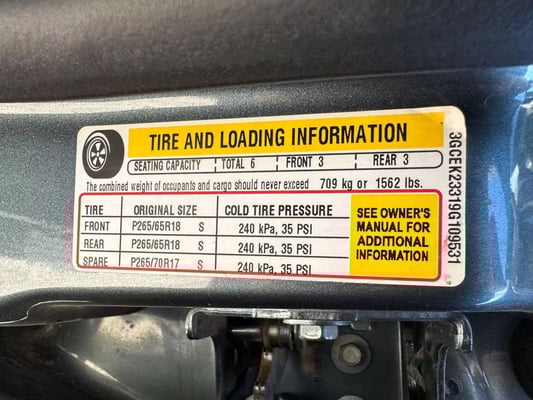 TIRE AND LOADING INFORMATION
SEATING CAPACITY TOTAL 6 FRONT 3 REAR 3
The combined weight of occupants and cargo should never exceed 709 kg or 1562 lbs.
TIRE ORIGINAL SIZE COLD TIRE PRESSURE
FRONT P265/65R18 S 240 kPa, 35 PSI
REAR P265/65R18 S 240 kPa, 35 PSI
SPARE P265/70R17 S 240 kPa, 35 PSI
SEE OWNER'S
MANUAL FOR
ADDITIONAL
INFORMATION
3GCEK23319G109531